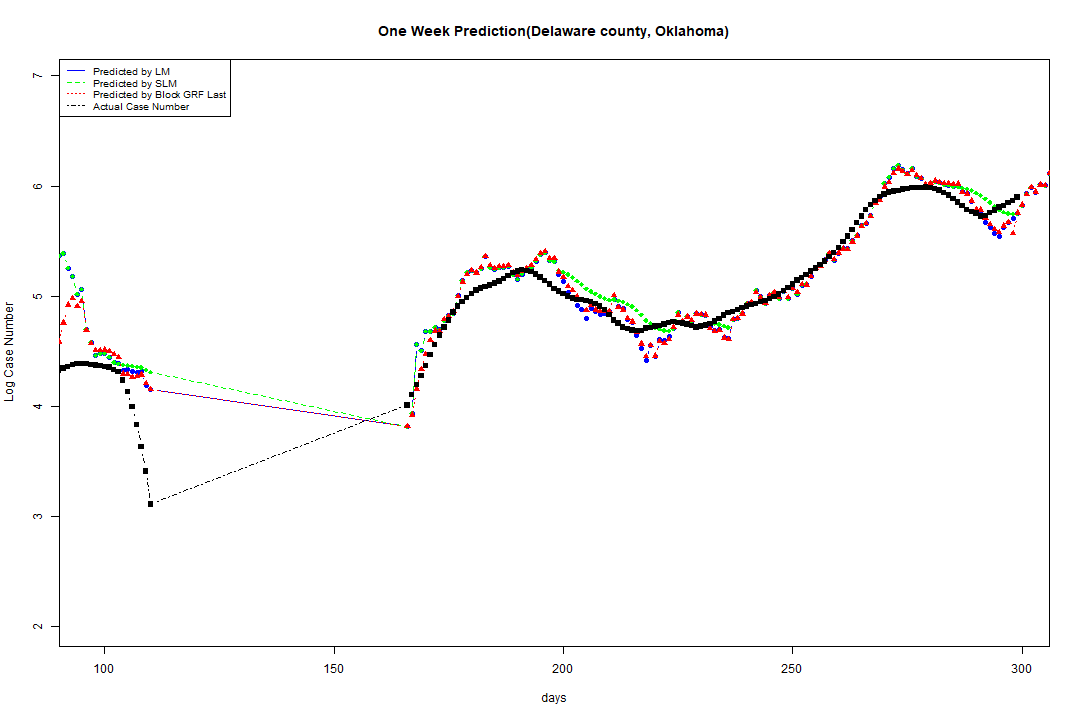 One Week Prediction(Delaware county, Oklahoma)
Predicted by LM
Predicted by SLM
Predicted by Block GRF Last
Actual Case Number
7
6
5
4
3
2
Log Case Number
100 150 200 250 300
days